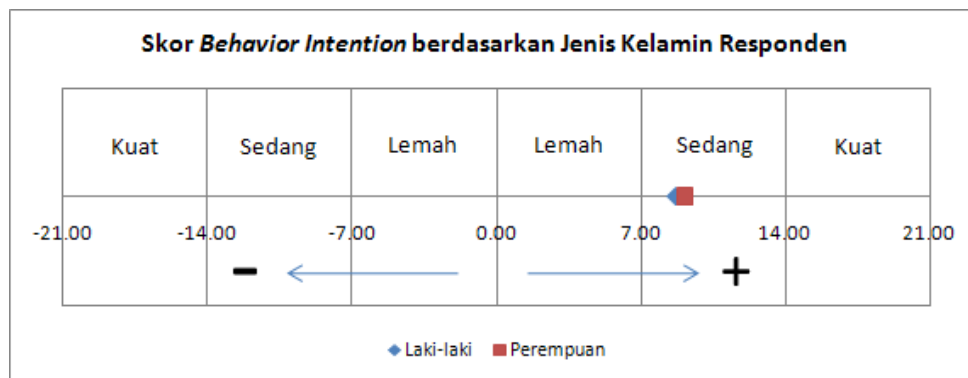 Skor Behavior Intention berdasarkan Jenis Kelamin Responden
Kuat Sedang Lemah Lemah Sedang Kuat
-21.00 -14.00 -7.00 0.00 7.00 14.00 21.00
− +
Laki-laki Perempuan